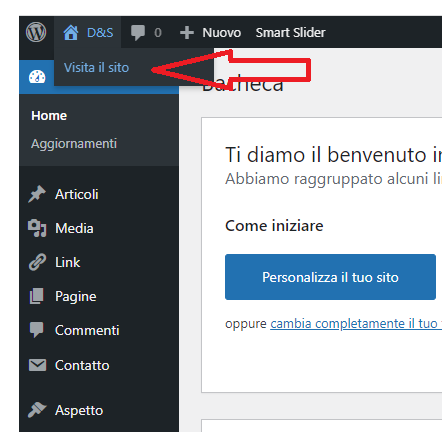 D&S 0 Nuovo Smart Slider
Visita il sito
Bacheca
Home
Aggiornamenti
Articoli
Media
Link
Pagine
Commenti
Contatto
Aspetto
Ti diamo il benvenuto i
Abbiamo raggruppato alcuni li
Come iniziare
Personalizza il tuo sito
oppure cambia completamente il tuo